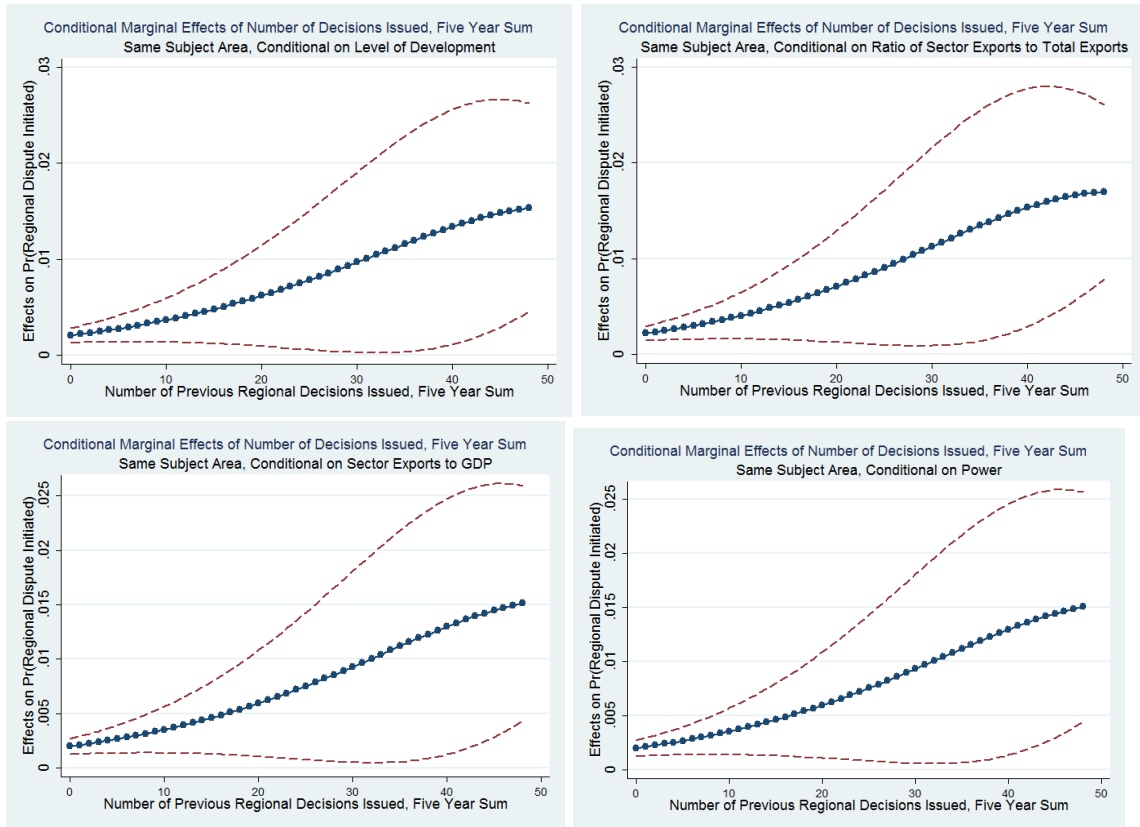 Conditional Marginal Effects of Number of Decisions Issued, Five Year Sum
Same Subject Area, Conditional on Level of Development
Effects on Pr(Regional Dispute Initiated)
.03
.02
.01
0
0 10 20 30 40 50
Number of Previous Regional Decisions Issued, Five Year Sum
Conditional Marginal Effects of Number of Decisions Issued, Five Year Sum
Same Subject Area, Conditional on Ratio of Sector Exports to Total Exports
Effects on Pr(Regional Dispute Initiated)
.03
.02
.01
0
0 10 20 30 40 50
Number of Previous Regional Decisions Issued, Five Year Sum
Conditional Marginal Effects of Number of Decisions Issued, Five Year Sum
Same Subject Area, Conditional on Sector Exports to GDP
Effects on Pr(Regional Dispute Initiated)
.025
.02
.015
.01
.005
0
0 10 20 30 40 50
Number of Previous Regional Decisions Issued, Five Year Sum
Conditional Marginal Effects of Number of Decisions Issued, Five Year Sum
Same Subject Area, Conditional on Power
Effects on Pr(Regional Dispute Initiated)
.025
.02
.015
.01
.005
0
0 10 20 30 40 50
Number of Previous Regional Decisions Issued, Five Year Sum